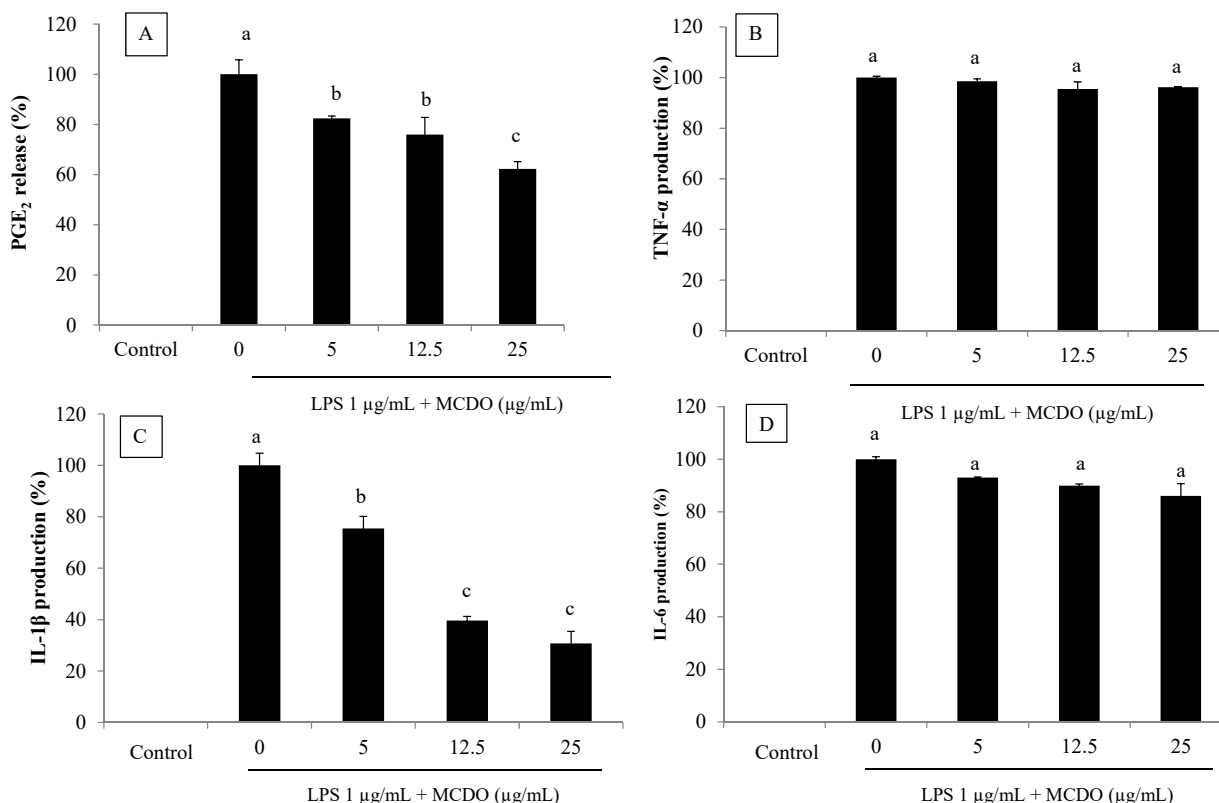 A
PGE2 release (%)
120
100
80
60
40
20
0
a
b
b
c
Control 0 5 12.5 25
LPS 1 µg/mL + MCDO (µg/mL)
B
TNF-α production (%)
120
100
80
60
40
20
0
a
a
a
a
Control 0 5 12.5 25
LPS 1 µg/mL + MCDO (µg/mL)
C
IL-1β production (%)
120
100
80
60
40
20
0
a
b
c
c
Control 0 5 12.5 25
LPS 1 µg/mL + MCDO (µg/mL)
D
IL-6 production (%)
120
100
80
60
40
20
0
a
a
a
a
Control 0 5 12.5 25
LPS 1 µg/mL + MCDO (µg/mL)